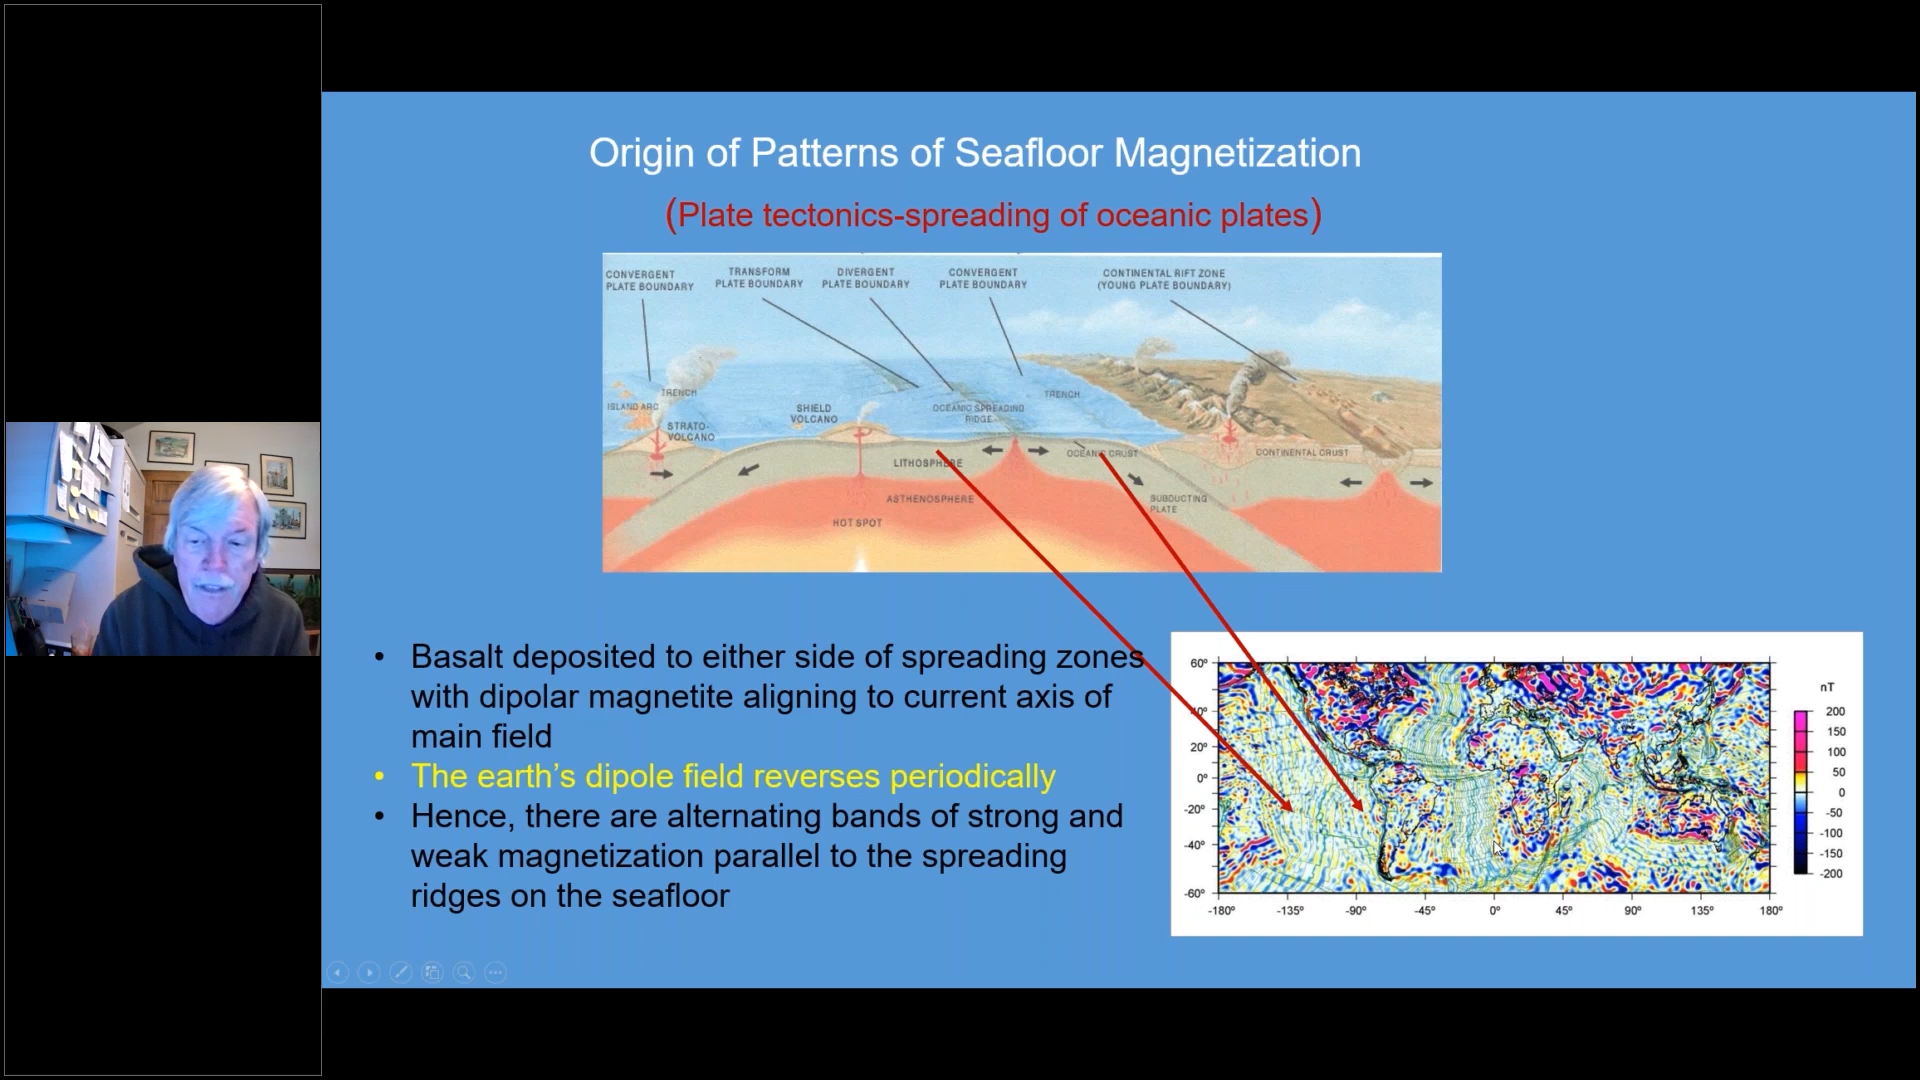 Origin of Patterns of Seafloor Magnetization
(Plate tectonics-spreading of oceanic plates)
CONVERGENT
PLATE BOUNDARY
TRANSFORM
PLATE BOUNDARY
DIVERGENT
PLATE BOUNDARY
CONVERGENT
PLATE BOUNDARY
CONTINENTAL RIFT ZONE
(YOUNG PLATE BOUNDARY)
TRENCH
ISLAND ARC
STRATO-
VOLCANO
SHIELD
VOLCANO
OCEANIC SPREADING
RIDGE
TRENCH
LITHOSPHERE
OCEANIC CRUST
CONTINENTAL CRUST
ASTHENOSPHERE
SUBDUCTING
PLATE
HOT SPOT
• Basalt deposited to either side of spreading zones
with dipolar magnetite aligning to current axis of
main field
• The earth's dipole field reverses periodically
• Hence, there are alternating bands of strong and
weak magnetization parallel to the spreading
ridges on the seafloor
60°
40°
20°
0°
-20°
-40°
-60°
-180° -135° -90° -45° 0° 45° 90° 135° 180°
nT
200
150
100
50
0
-50
-100
-150
-200